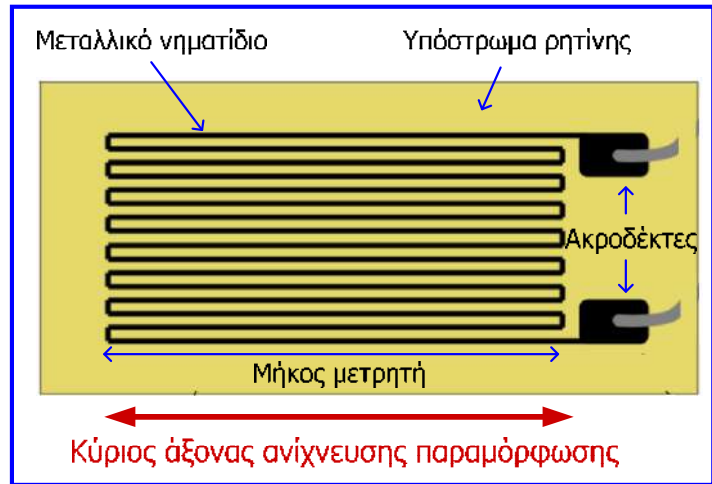 Μεταλλικό νηματίδιο
Υπόστρωμα ρητίνης
Ακροδέκτες
Μήκος μετρητή
Κύριος άξονας ανίχνευσης παραμόρφωσης